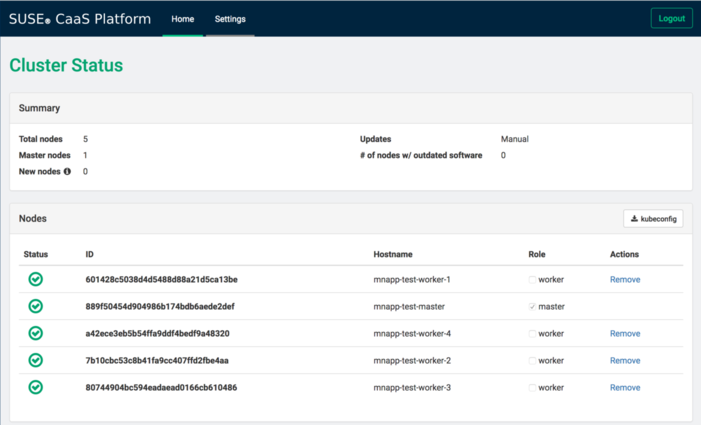 SUSE® CaaS Platform Home Settings Logout
Cluster Status
Summary
Total nodes 5 Updates Manual
Master nodes 1 # of nodes w/ outdated software 0
New nodes 0
Nodes kubeconfig
Status ID Hostname Role Actions
601428c5038d4d5488d88a21d5ca13be mnapp-test-worker-1 worker Remove
889f50454d904986b174bdb6aede2def mnapp-test-master master
a42ece3eb5b54ffa9ddf4bedf9a48320 mnapp-test-worker-4 worker Remove
7b10cbc53c8b41fa9cc407ffd2fbe4aa mnapp-test-worker-2 worker Remove
80744904bc594eadaead0166cb610486 mnapp-test-worker-3 worker Remove